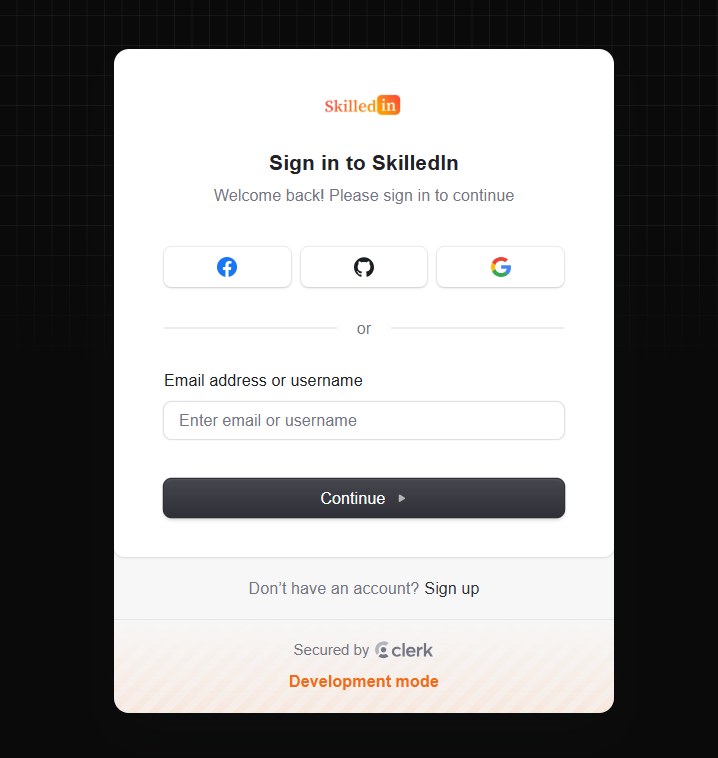 Skilledin
Sign in to SkilledIn
Welcome back! Please sign in to continue
or
Email address or username
Enter email or username
Continue
Don’t have an account? Sign up
Secured by clerk
Development mode